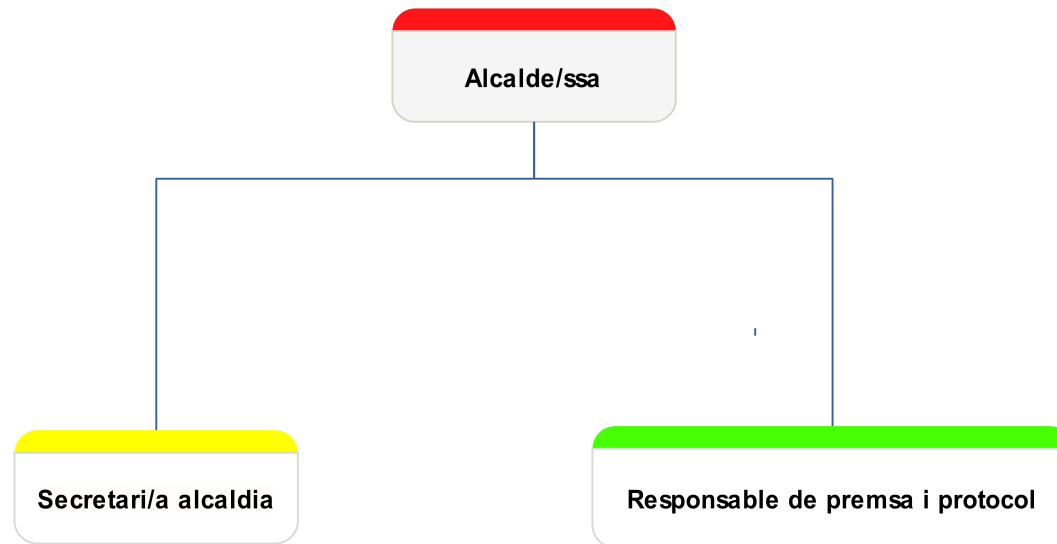 Alcalde/ssa
Secretari/a alcaldia
Responsable de premsa i protocol